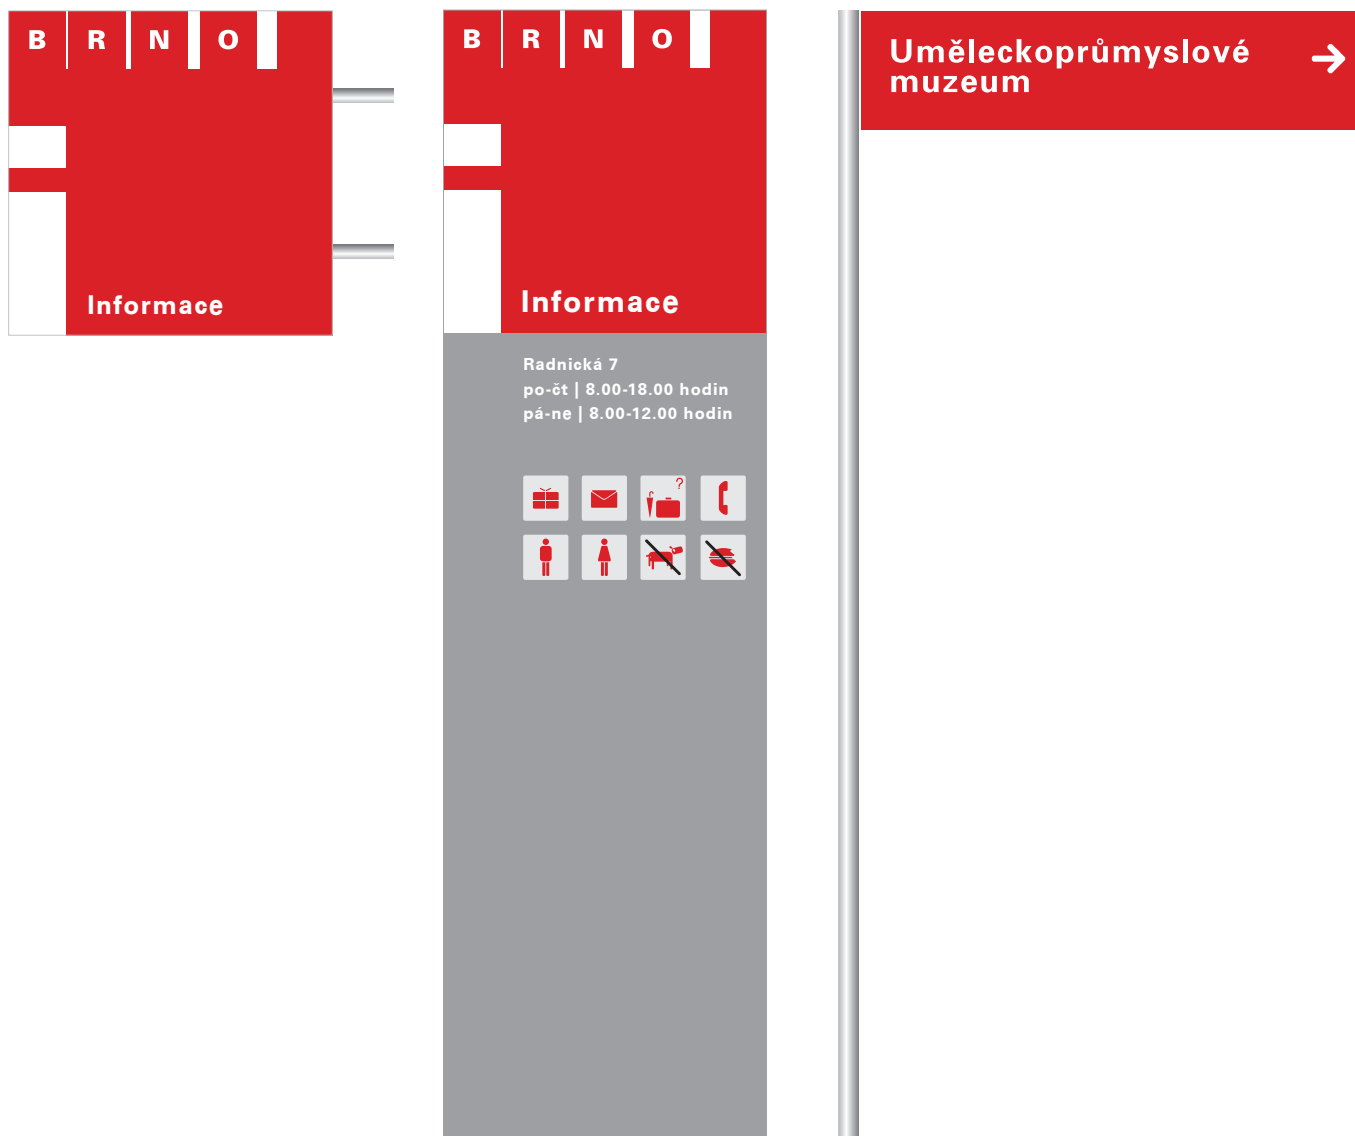 B R N O
Informace
B R N O
Informace
Radnická 7
po-čt | 8.00-18.00 hodin
pá-ne | 8.00-12.00 hodin
?
Uměleckoprůmyslové
muzeum